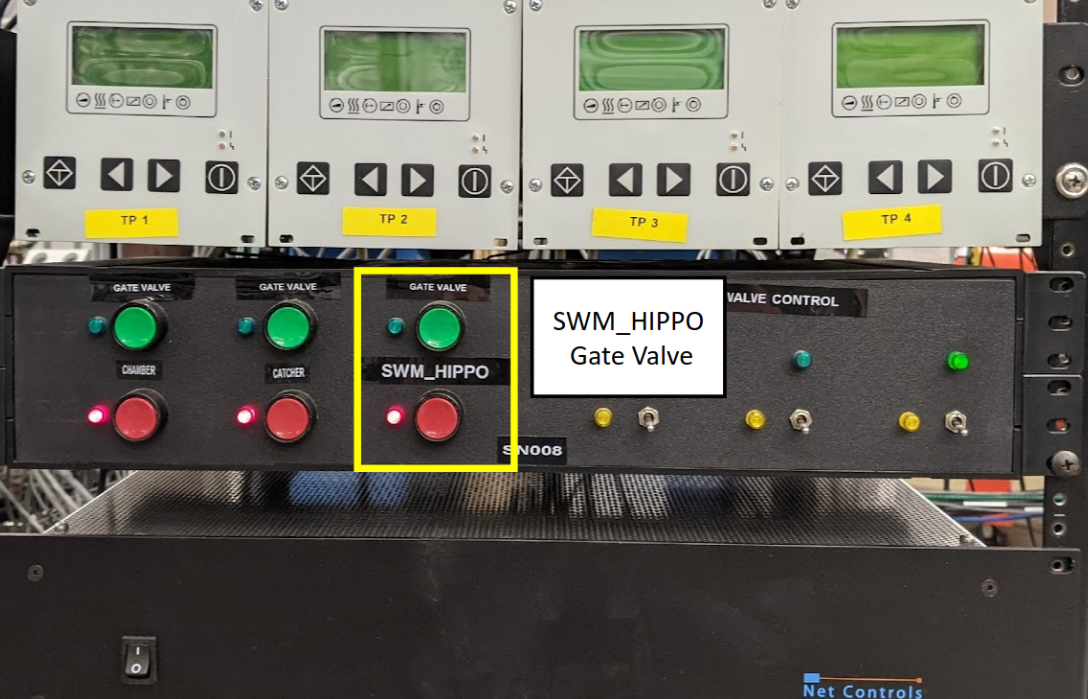 TP 1
TP 2
TP 3
TP 4
GATE VALVE
GATE VALVE
GATE VALVE
SWM_HIPPO
Gate Valve
VALVE CONTROL
CHAMBER
CATCHER
SWM_HIPPO
SN008
I
O
Net Controls